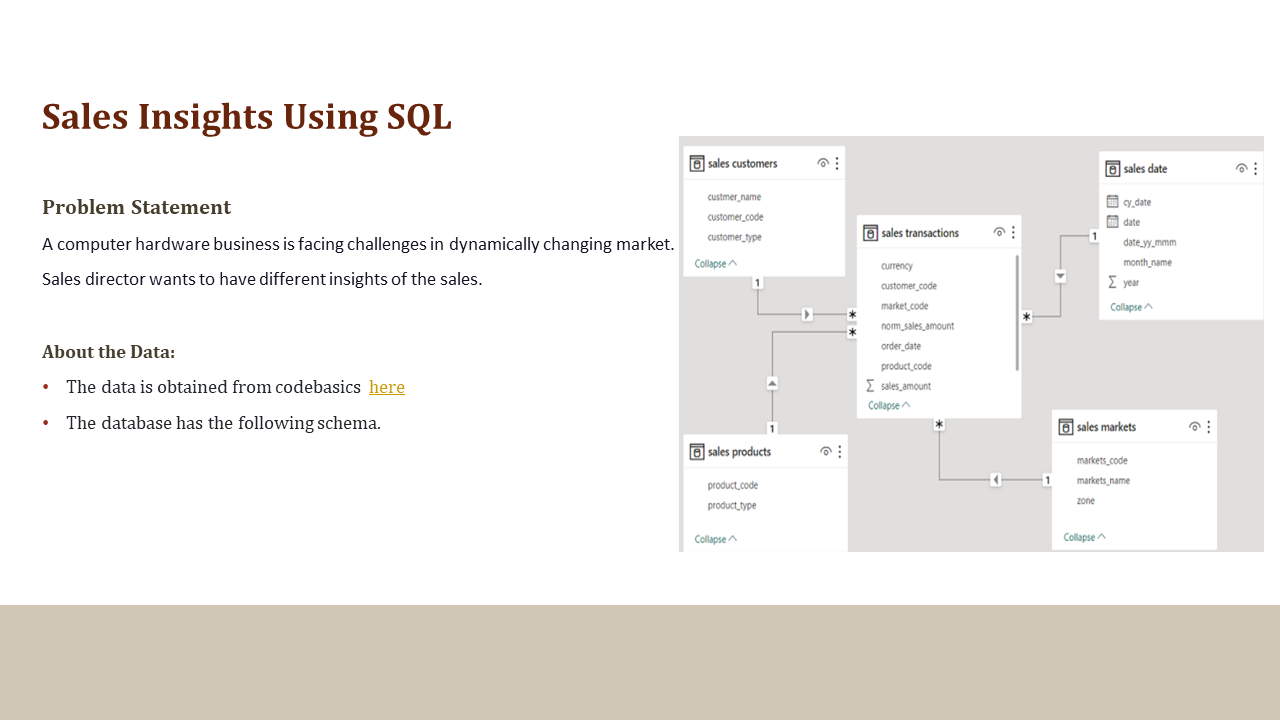 Sales Insights Using SQL
Problem Statement
A computer hardware business is facing challenges in dynamically changing market.
Sales director wants to have different insights of the sales.
About the Data:
• The data is obtained from codebasics here
• The database has the following schema.
sales customers
custmer_name
customer_code
customer_type
Collapse
1
*
sales products
product_code
product_type
Collapse
1
*
sales transactions
currency
customer_code
market_code
norm_sales_amount
order_date
product_code
Σ sales_amount
Collapse
*
*
sales date
cy_date
date
date_yy_mmm
month_name
Σ year
Collapse
1
sales markets
markets_code
markets_name
zone
Collapse
1